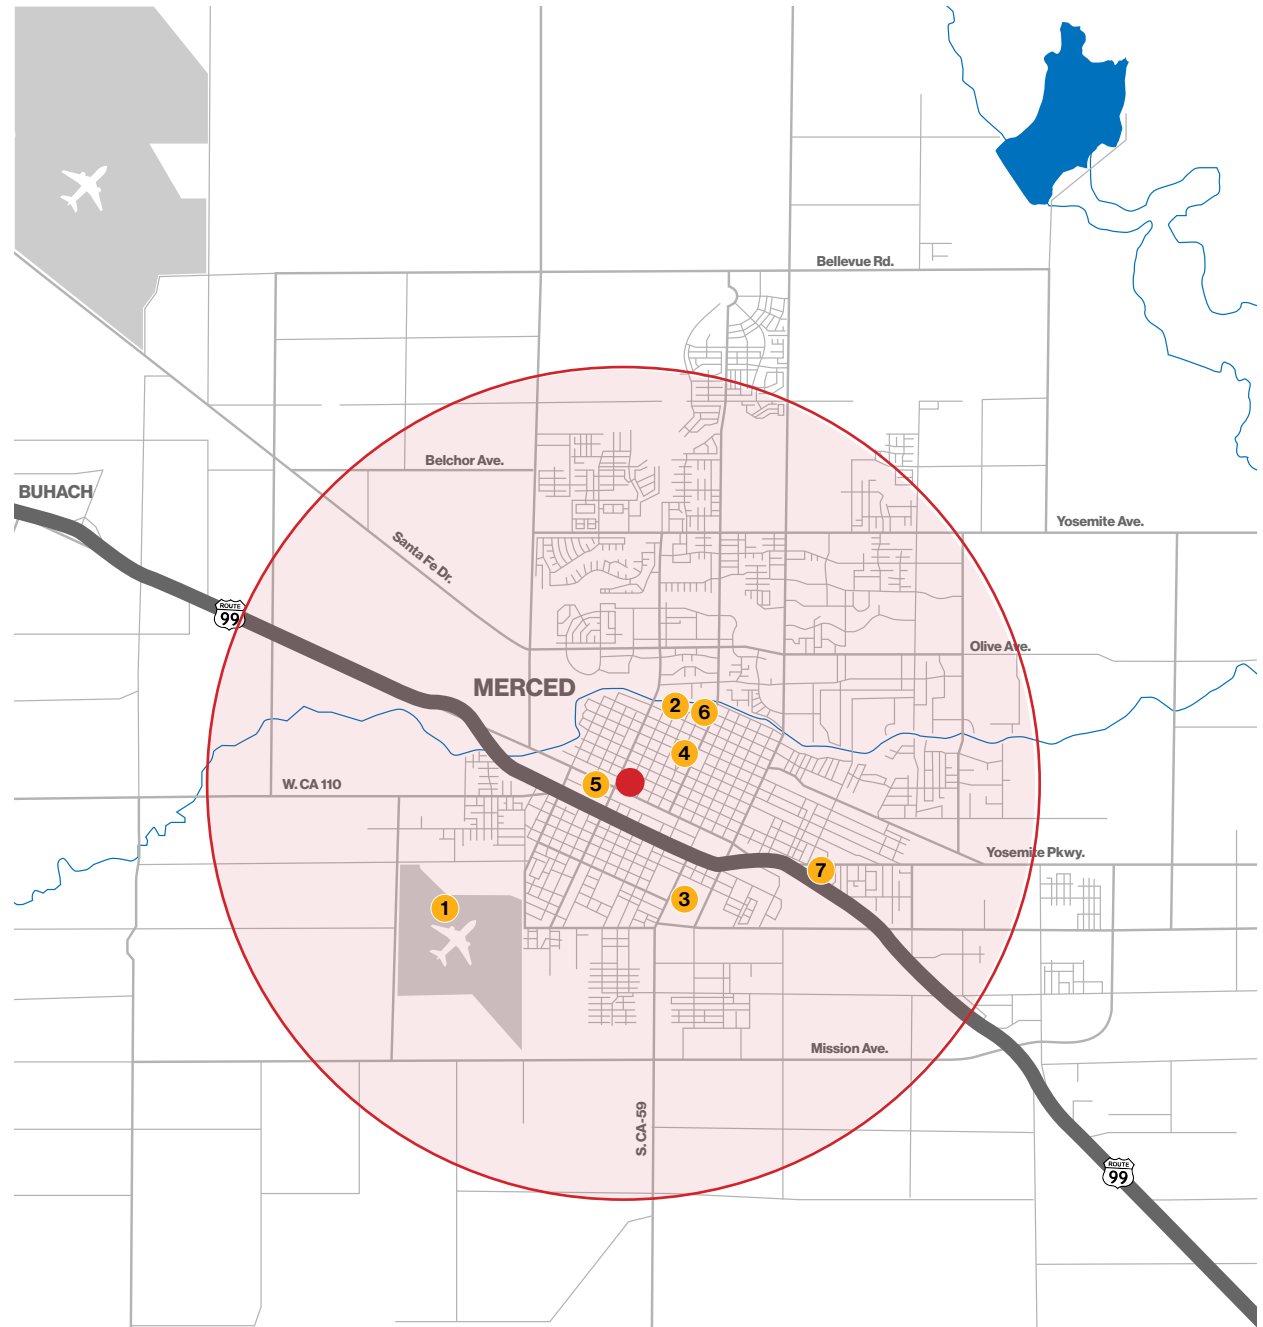 Bellevue Rd.
Belchor Ave.
BUHACH
Yosemite Ave.
Santa Fe Dr.
ROUTE
99
Olive Ave.
MERCED
2
6
4
5
W. CA 110
Yosemite Pkwy.
7
3
1
Mission Ave.
S. CA-59
ROUTE
99